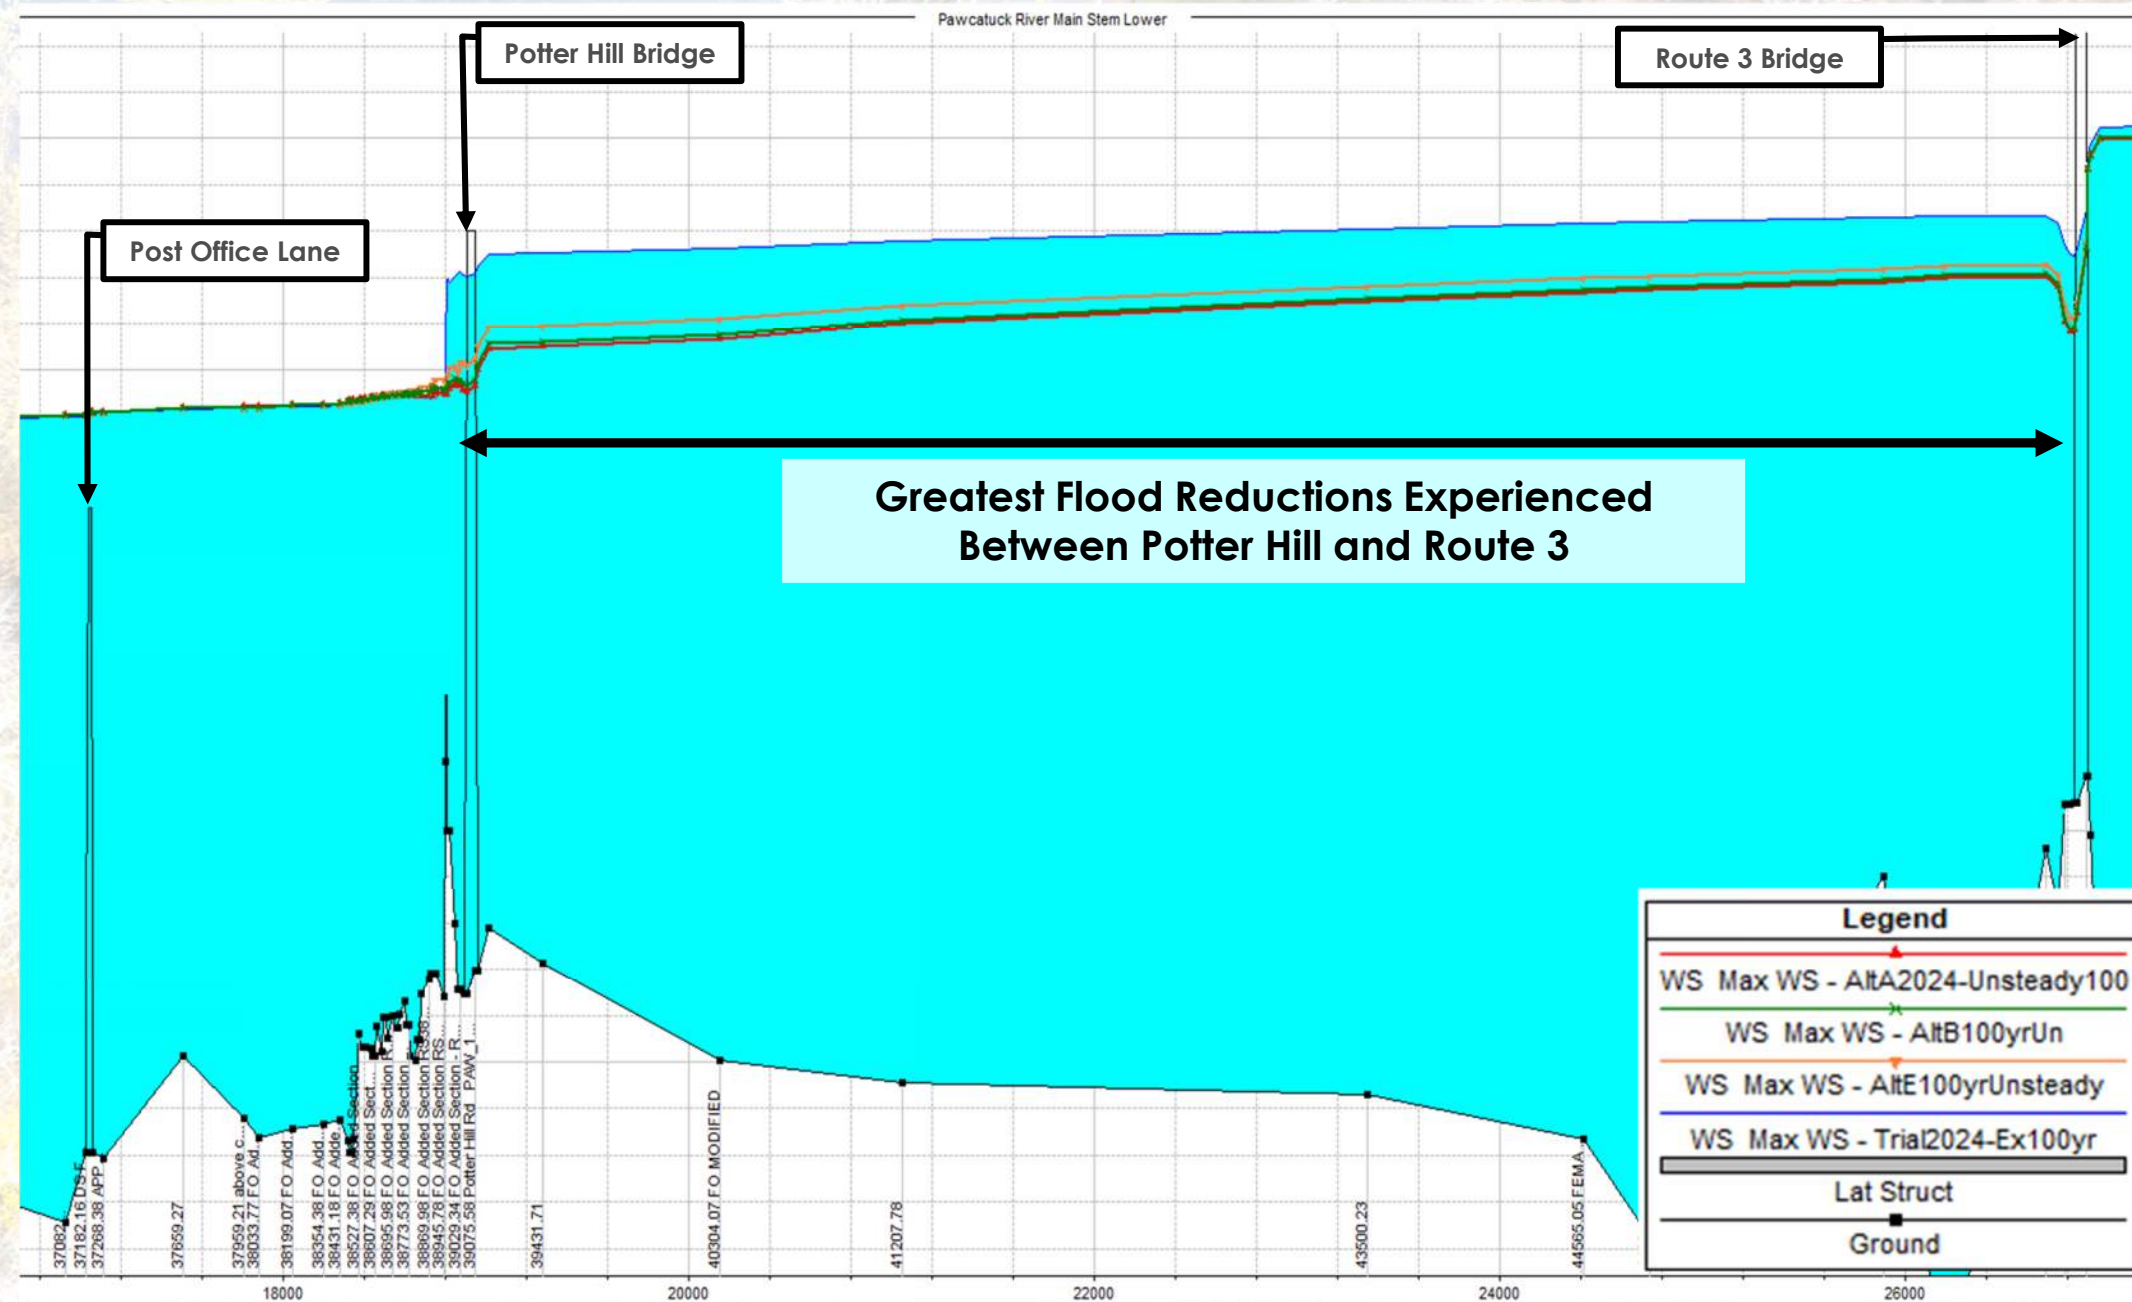 Pawcatuck River Main Stem Lower
Potter Hill Bridge
Route 3 Bridge
Post Office Lane
Greatest Flood Reductions Experienced
Between Potter Hill and Route 3
Legend
WS Max WS - AltA2024-Unsteady100
WS Max WS - AltB100yrUn
WS Max WS - AltE100yrUnsteady
WS Max WS - Trial2024-Ex100yr
Lat Struct
Ground
37082...
37182.16 DS F...
37268.38 APP...
37659.27
37959.21 above c...
38033.77 FO Ad...
38199.07 FO Add...
38354.38 FO Add...
38431.18 FO Adde...
38527.38 FO Added Section...
38607.29 FO Added Sect...
38695.98 FO Added Section R...
38773.53 FO Added Section...
38869.98 FO Added Section RS38...
38945.78 FO Added Section RS...
39029.34 FO Added Section - R...
39075.58 Potter Hill Rd PAW_1...
39431.71
40304.07 FO MODIFIED
41207.78
43500.23
44565.05 FEMA...
18000
20000
22000
24000
26000